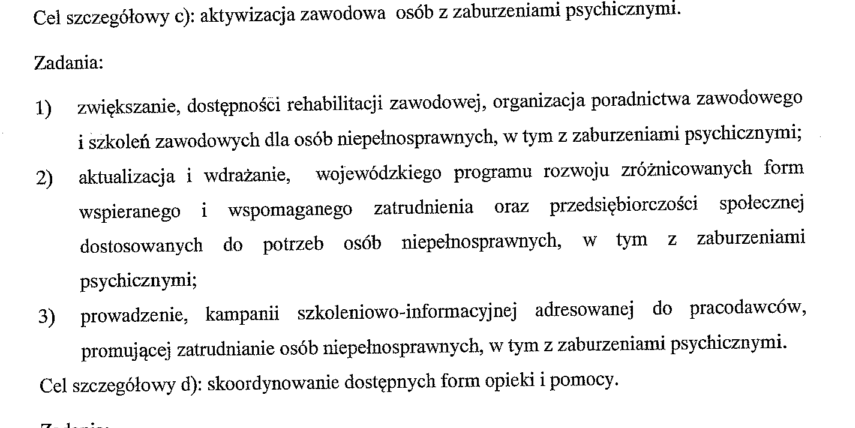 Cel szczegółowy c): aktywizacja zawodowa osób z zaburzeniami psychicznymi.
Zadania:
1) zwiększanie, dostępności rehabilitacji zawodowej, organizacja poradnictwa zawodowego
i szkoleń zawodowych dla osób niepełnosprawnych, w tym z zaburzeniami psychicznymi;
2) aktualizacja i wdrażanie, wojewódzkiego programu rozwoju zróżnicowanych form
wspieranego i wspomaganego zatrudnienia oraz przedsiębiorczości społecznej
dostosowanych do potrzeb osób niepełnosprawnych, w tym z zaburzeniami
psychicznymi;
3) prowadzenie, kampanii szkoleniowo-informacyjnej adresowanej do pracodawców,
promującej zatrudnianie osób niepełnosprawnych, w tym z zaburzeniami psychicznymi.
Cel szczegółowy d): skoordynowanie dostępnych form opieki i pomocy.